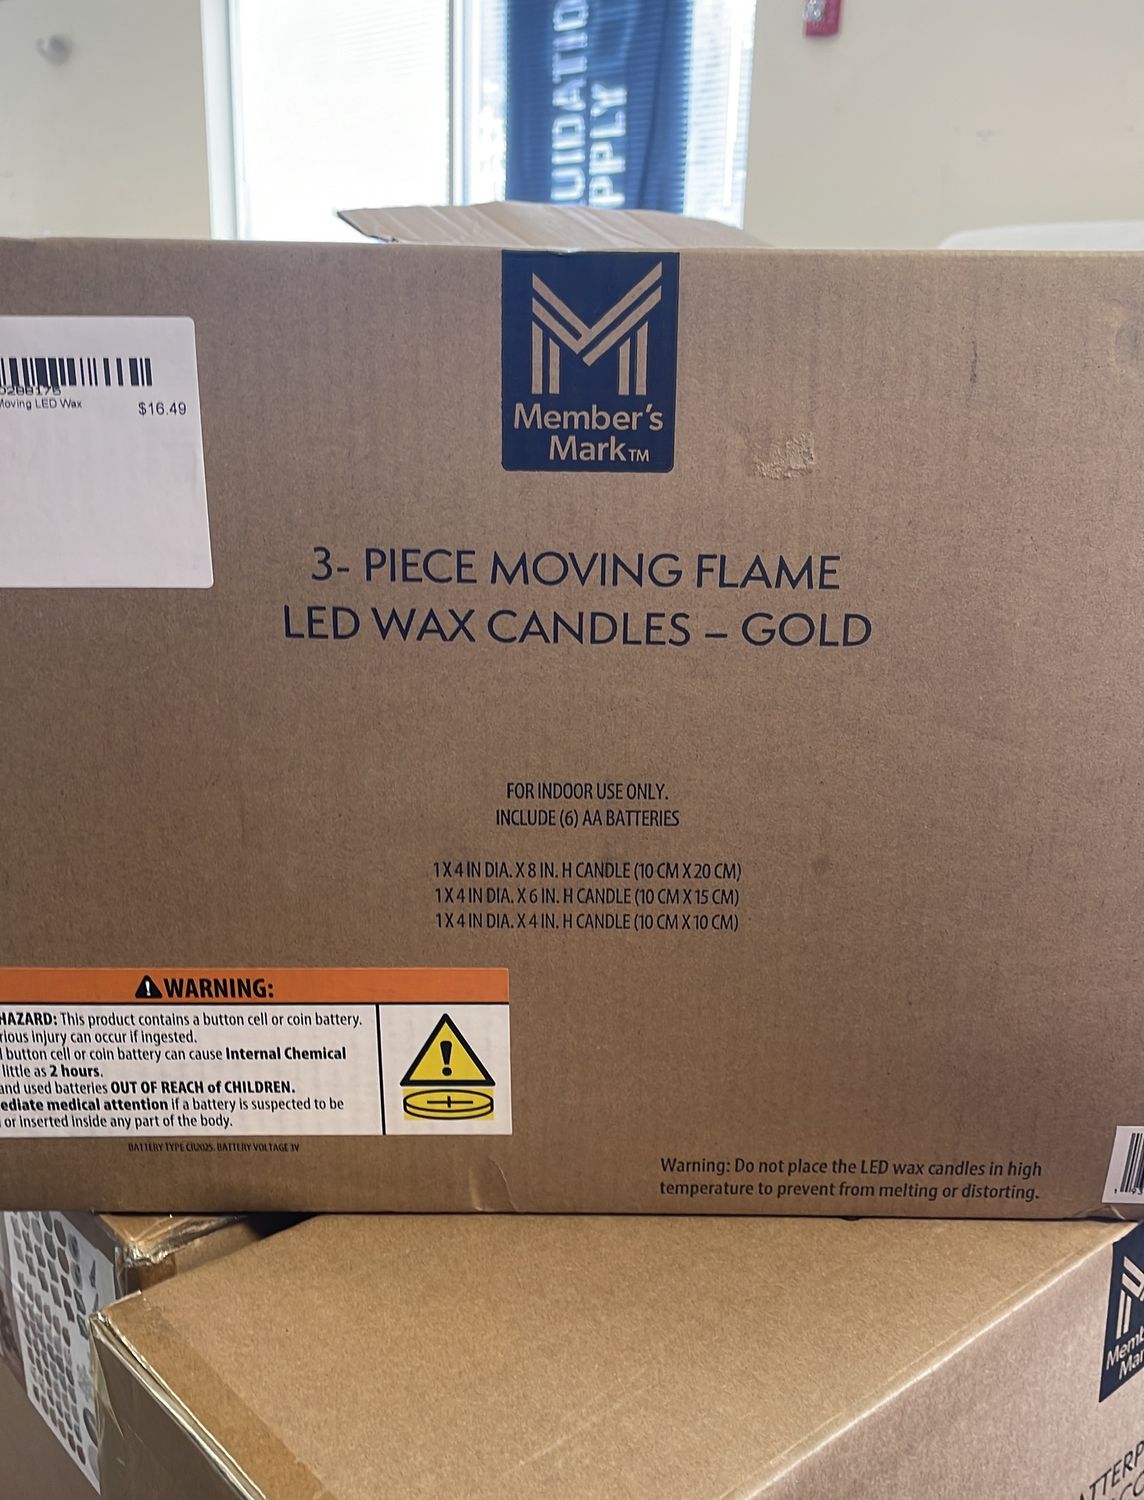 UIDATIO
PPLY
Member's
Mark™
3- PIECE MOVING FLAME
LED WAX CANDLES – GOLD
Moving LED Wax $16.49
FOR INDOOR USE ONLY.
INCLUDE (6) AA BATTERIES
1 X 4 IN DIA. X 8 IN. H CANDLE (10 CM X 20 CM)
1 X 4 IN DIA. X 6 IN. H CANDLE (10 CM X 15 CM)
1 X 4 IN DIA. X 4 IN. H CANDLE (10 CM X 10 CM)
WARNING:
HAZARD: This product contains a button cell or coin battery.
rious injury can occur if ingested.
button cell or coin battery can cause Internal Chemical
little as 2 hours.
and used batteries OUT OF REACH of CHILDREN.
ediate medical attention if a battery is suspected to be
or inserted inside any part of the body.
BATTERY TYPE CR2025. BATTERY VOLTAGE 3V
Warning: Do not place the LED wax candles in high
temperature to prevent from melting or distorting.
Memb
Mar
TTERP